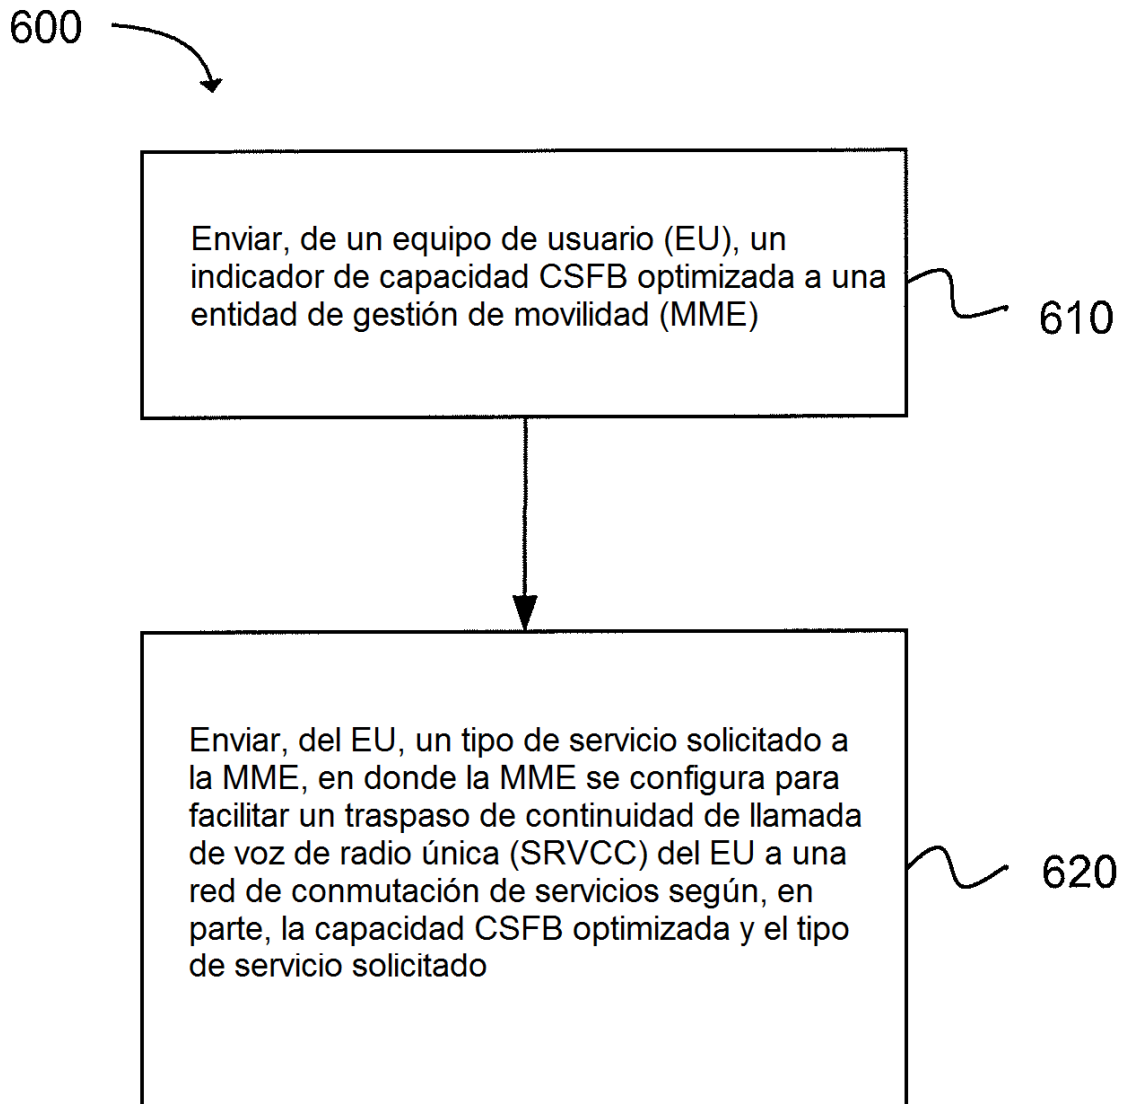 600
Enviar, de un equipo de usuario (EU), un
indicador de capacidad CSFB optimizada a una
entidad de gestión de movilidad (MME)
610
Enviar, del EU, un tipo de servicio solicitado a
la MME, en donde la MME se configura para
facilitar un traspaso de continuidad de llamada
de voz de radio única (SRVCC) del EU a una
red de conmutación de servicios según, en
parte, la capacidad CSFB optimizada y el tipo
de servicio solicitado
620